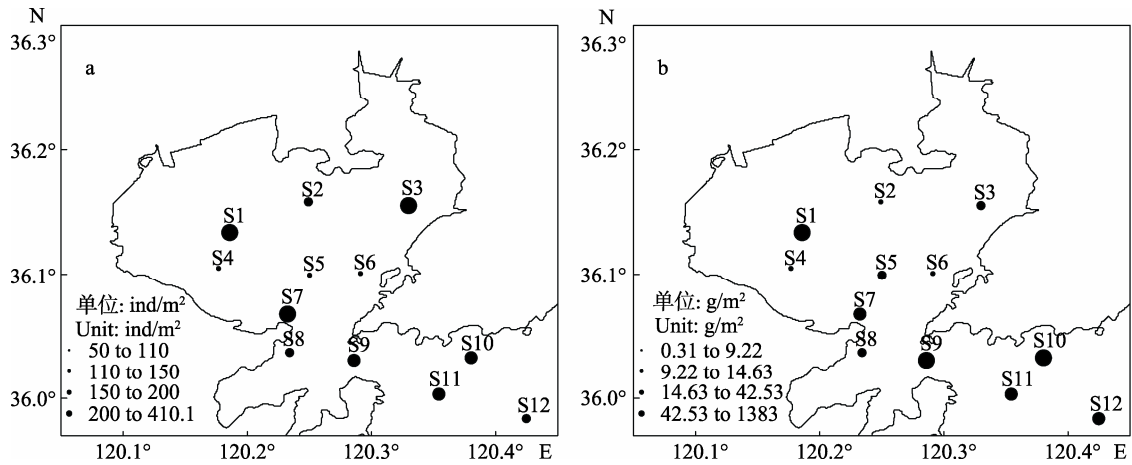 N
36.3°
a
36.2°
S2
S3
S1
S4
S5
S6
36.1°
S7
单位: ind/m²
Unit: ind/m²
50 to 110
110 to 150
150 to 200
200 to 410.1
S8
S9
S10
S11
S12
36.0°
120.1°
120.2°
120.3°
120.4°
E
N
36.3°
b
36.2°
S2
S3
S1
S4
S5
S6
36.1°
S7
单位: g/m²
Unit: g/m²
0.31 to 9.22
9.22 to 14.63
14.63 to 42.53
42.53 to 1383
S8
S9
S10
S11
S12
36.0°
120.1°
120.2°
120.3°
120.4°
E